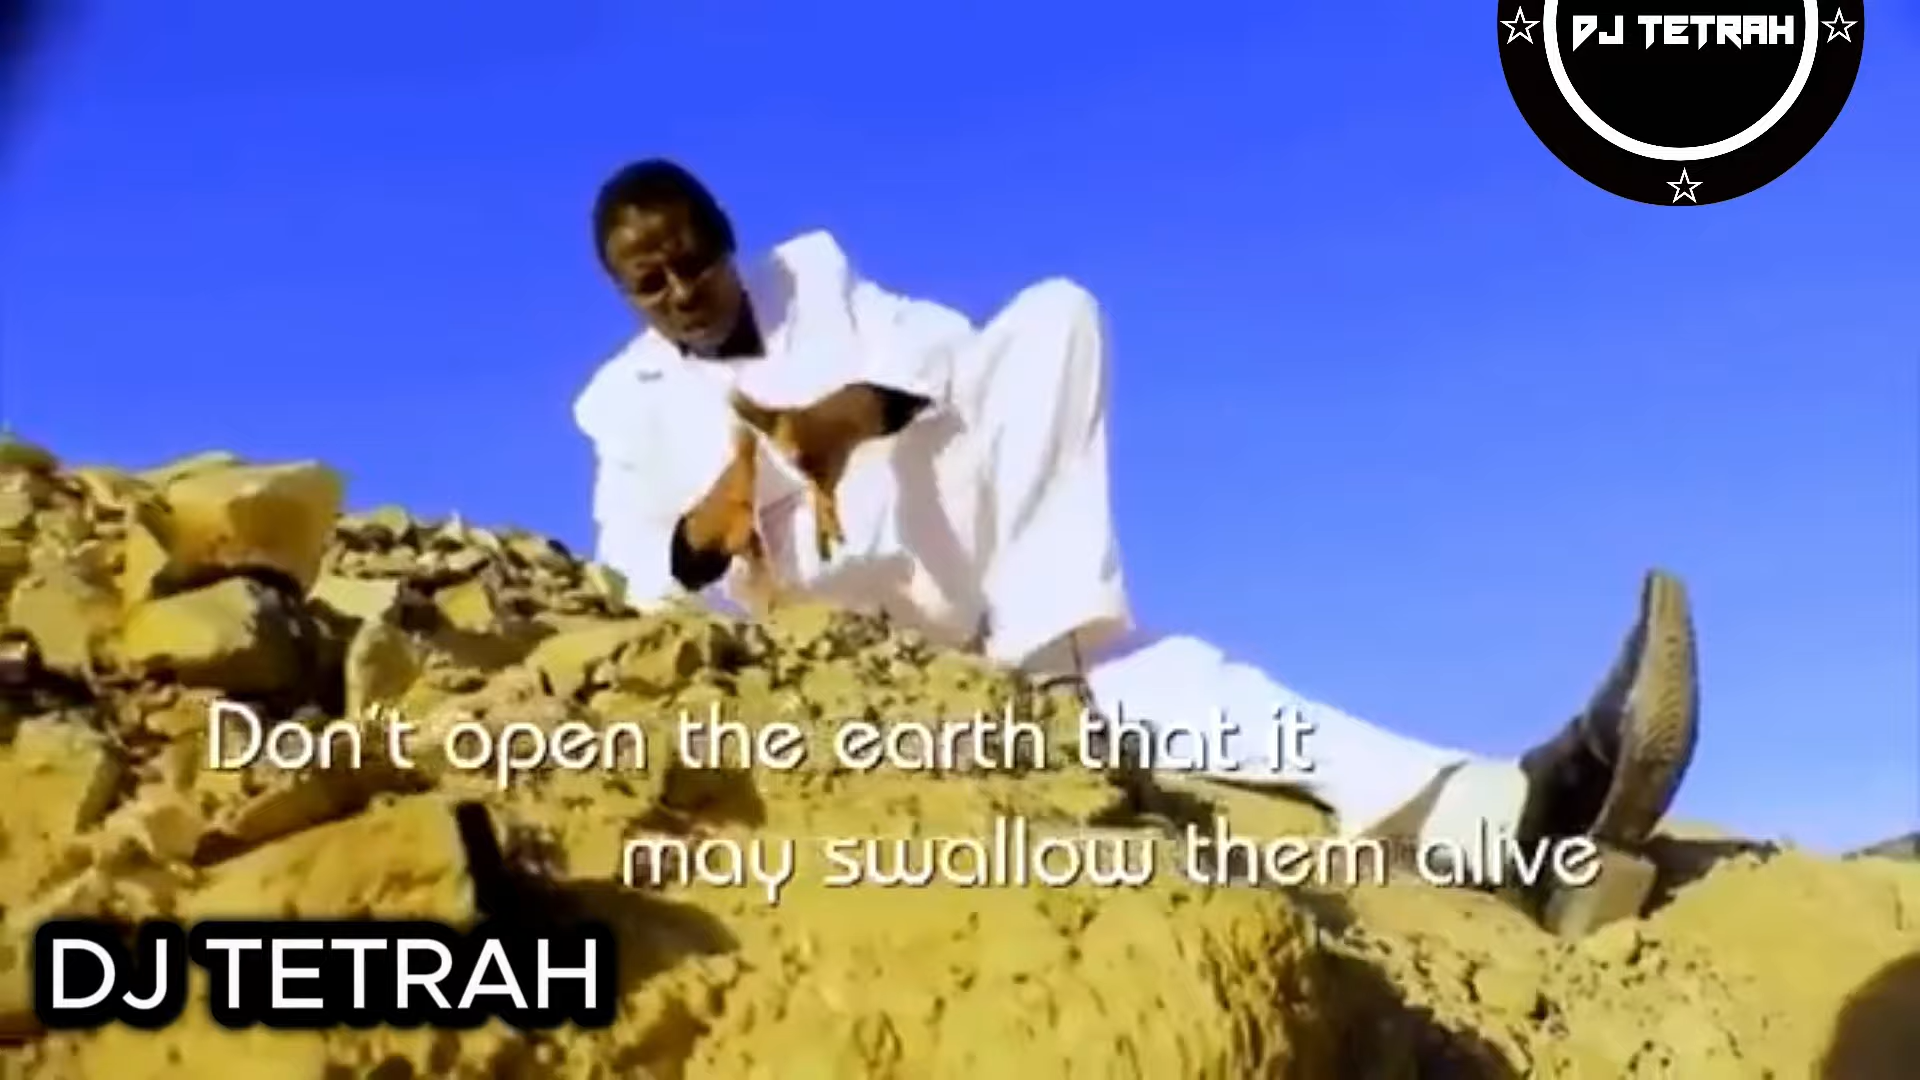 DJ TETRAH
Don't open the earth that it
may swallow them alive
DJ TETRAH